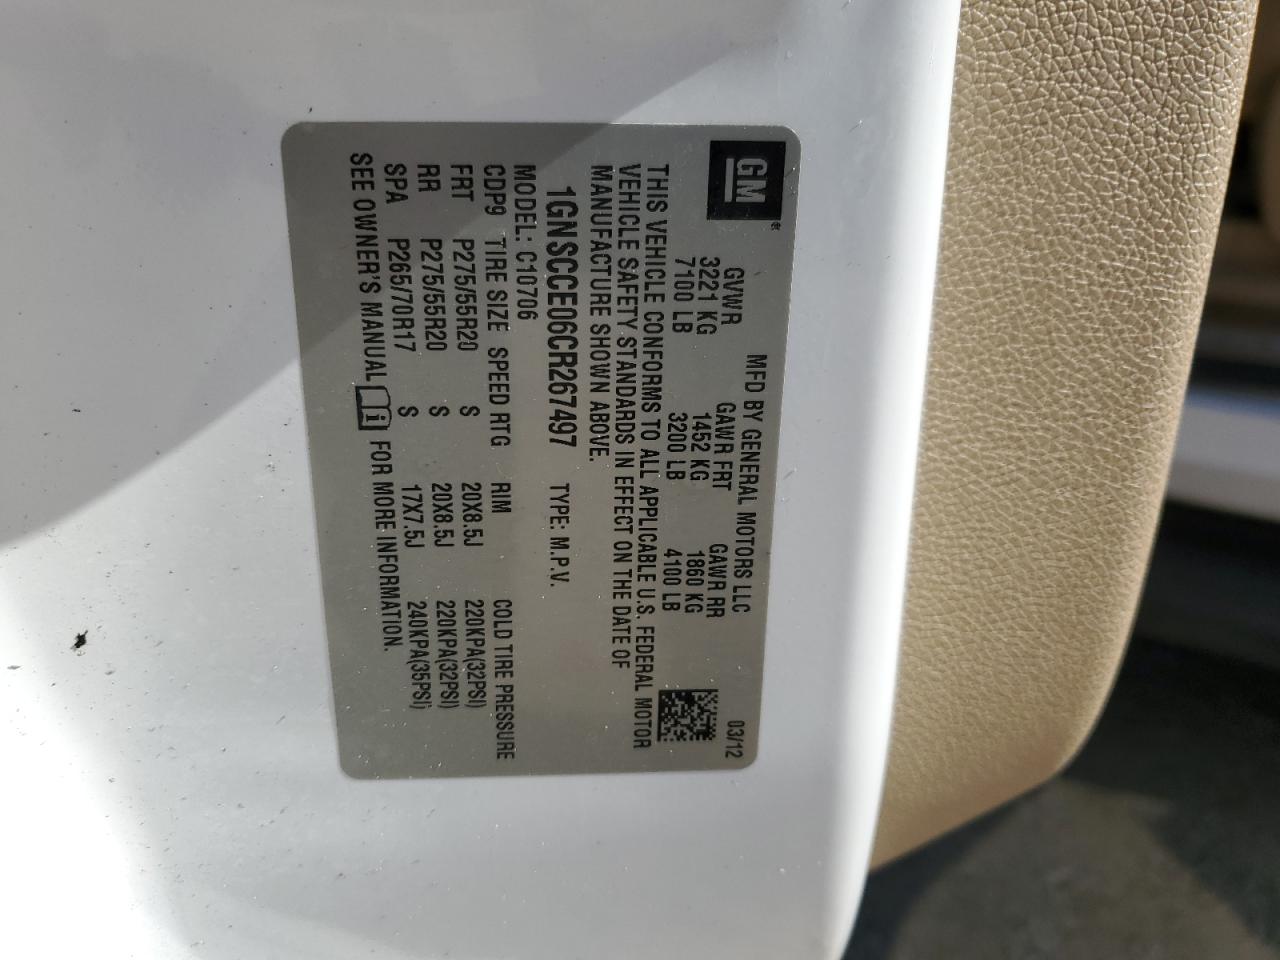 GM®
MFD BY GENERAL MOTORS LLC 03/12
GVWR GAWR FRT GAWR RR
3221 KG 1452 KG 1860 KG
7100 LB 3200 LB 4100 LB
THIS VEHICLE CONFORMS TO ALL APPLICABLE U.S. FEDERAL MOTOR
VEHICLE SAFETY STANDARDS IN EFFECT ON THE DATE OF
MANUFACTURE SHOWN ABOVE.
1GNSCCE06CR267497 TYPE: M.P.V.
MODEL: C10706
CDP9 TIRE SIZE SPEED RTG RIM COLD TIRE PRESSURE
FRT P275/55R20 S 20X8.5J 220KPA(32PSI)
RR P275/55R20 S 20X8.5J 220KPA(32PSI)
SPA P265/70R17 S 17X7.5J 240KPA(35PSI)
SEE OWNER'S MANUAL i FOR MORE INFORMATION.